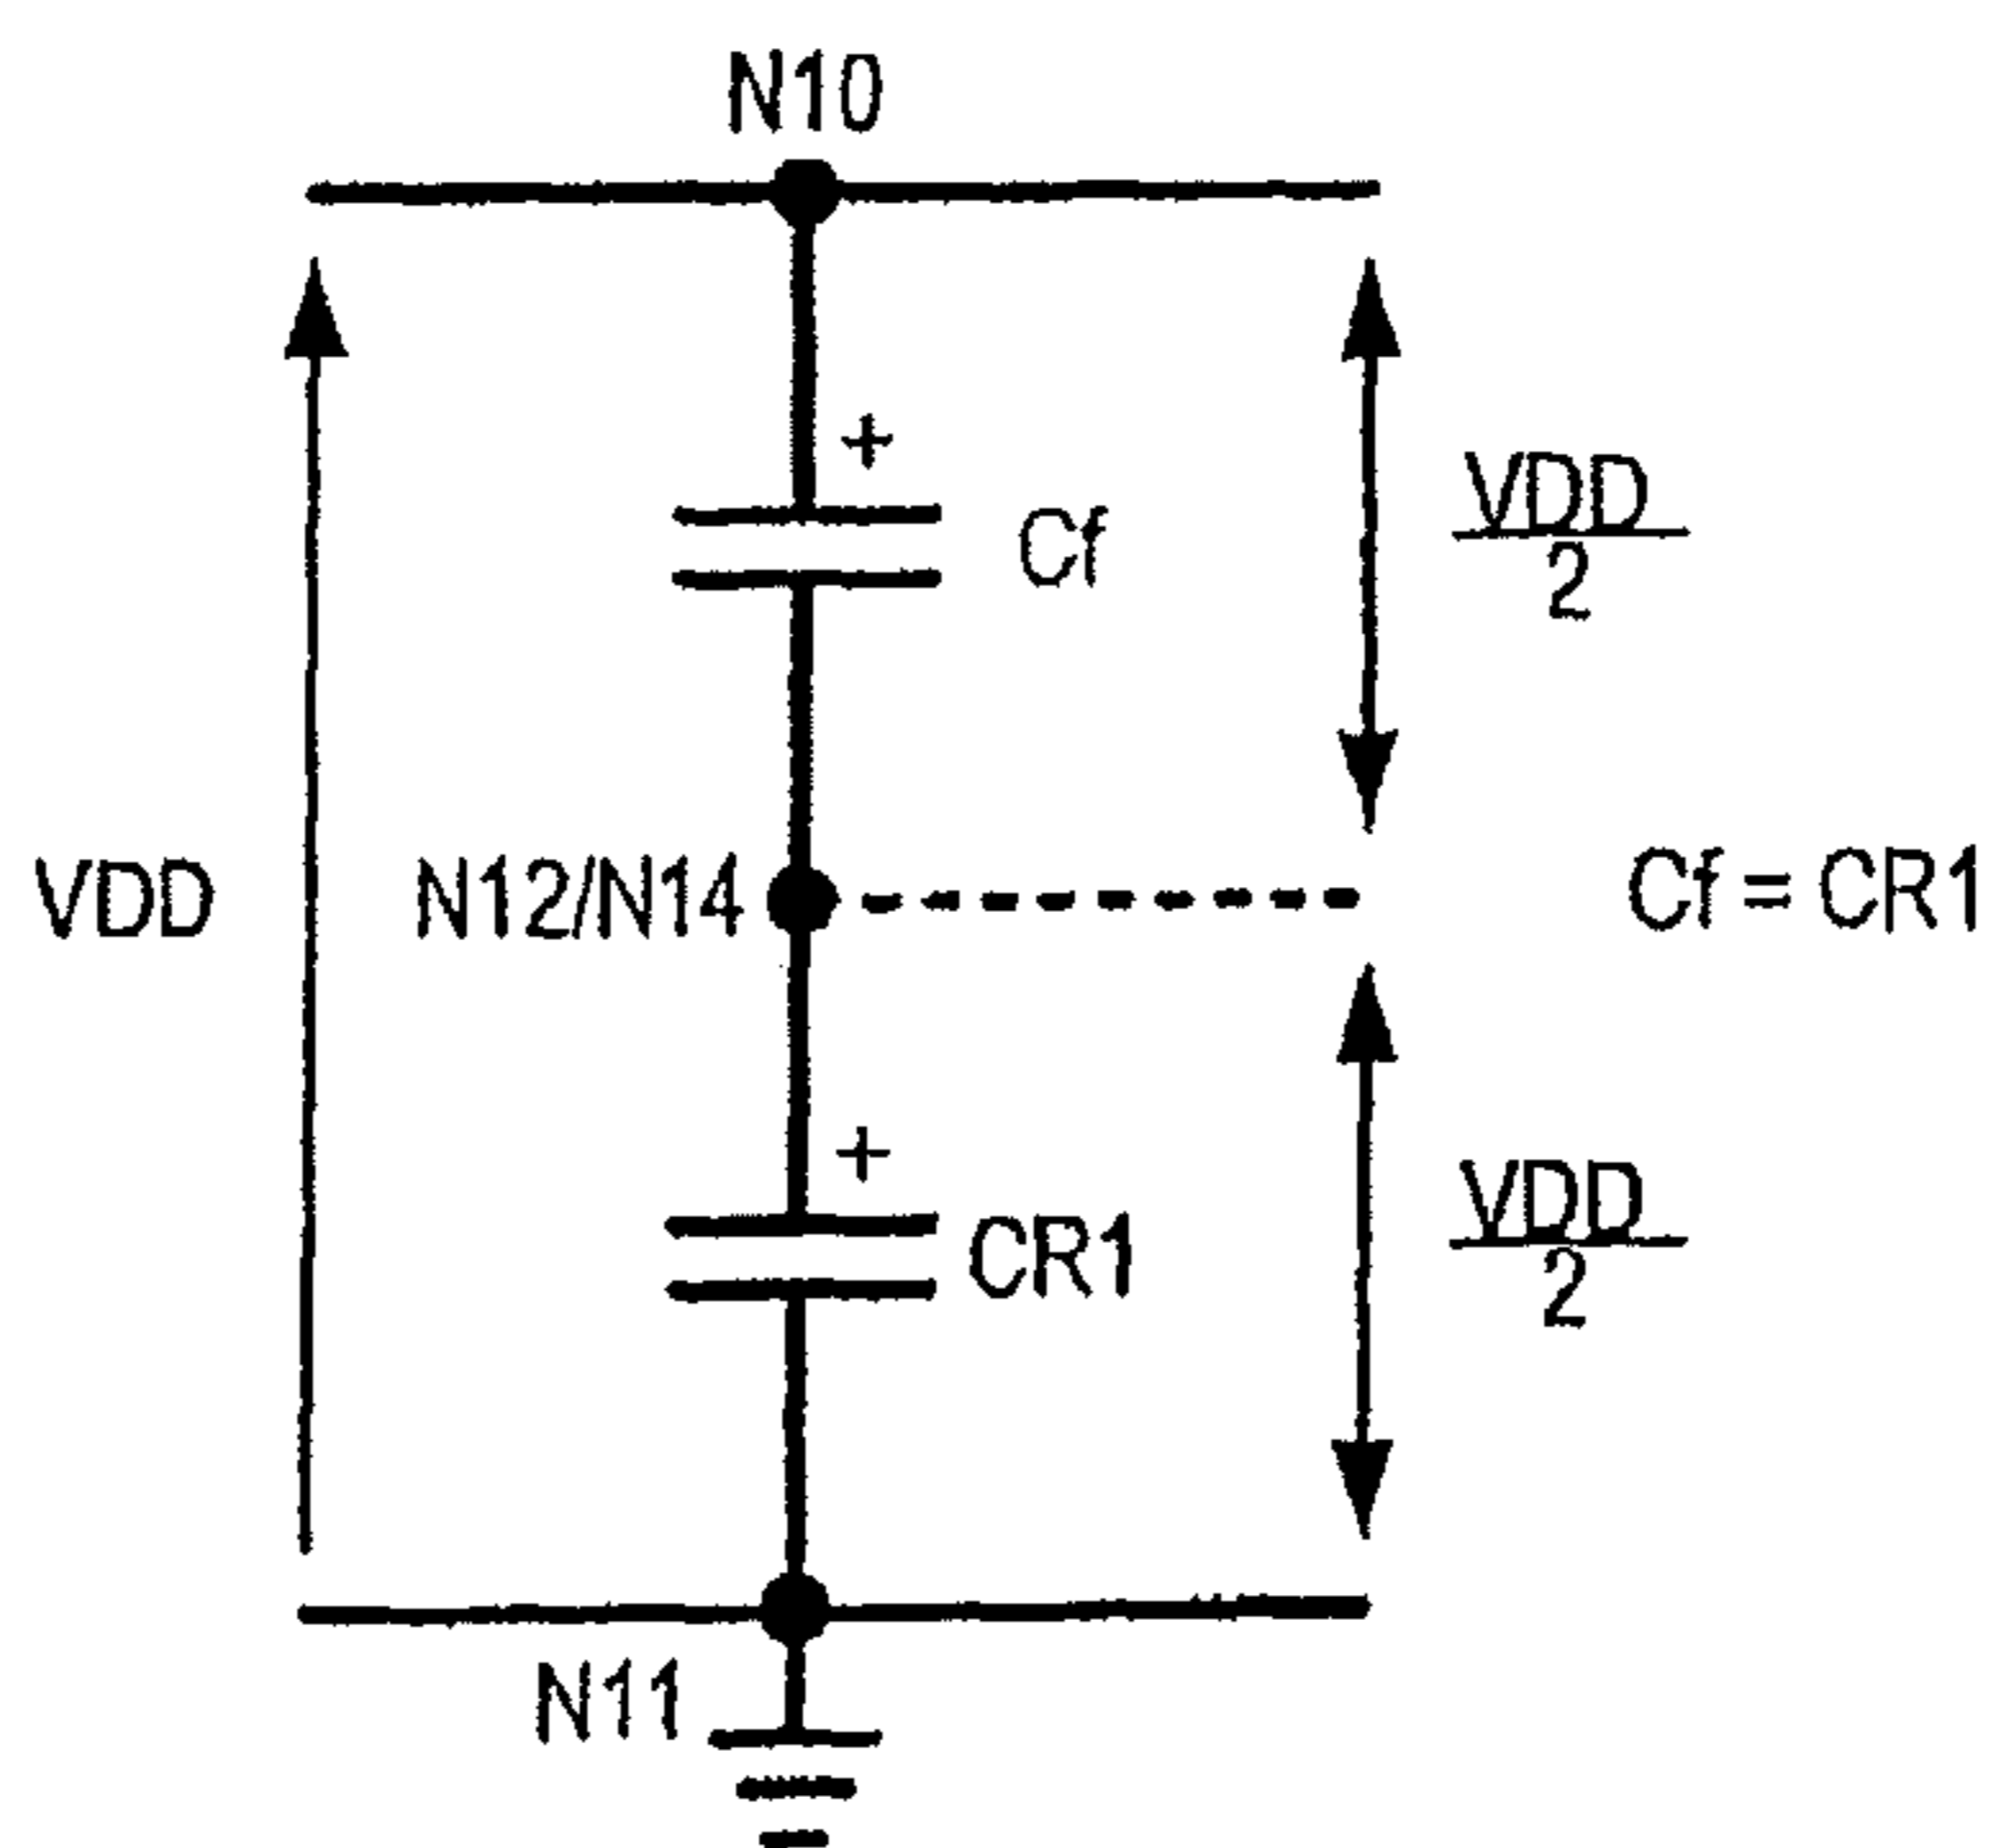 N10
+
Cf
VDD
2
VDD
N12/N14
Cf = CR1
+
CR1
VDD
2
N11